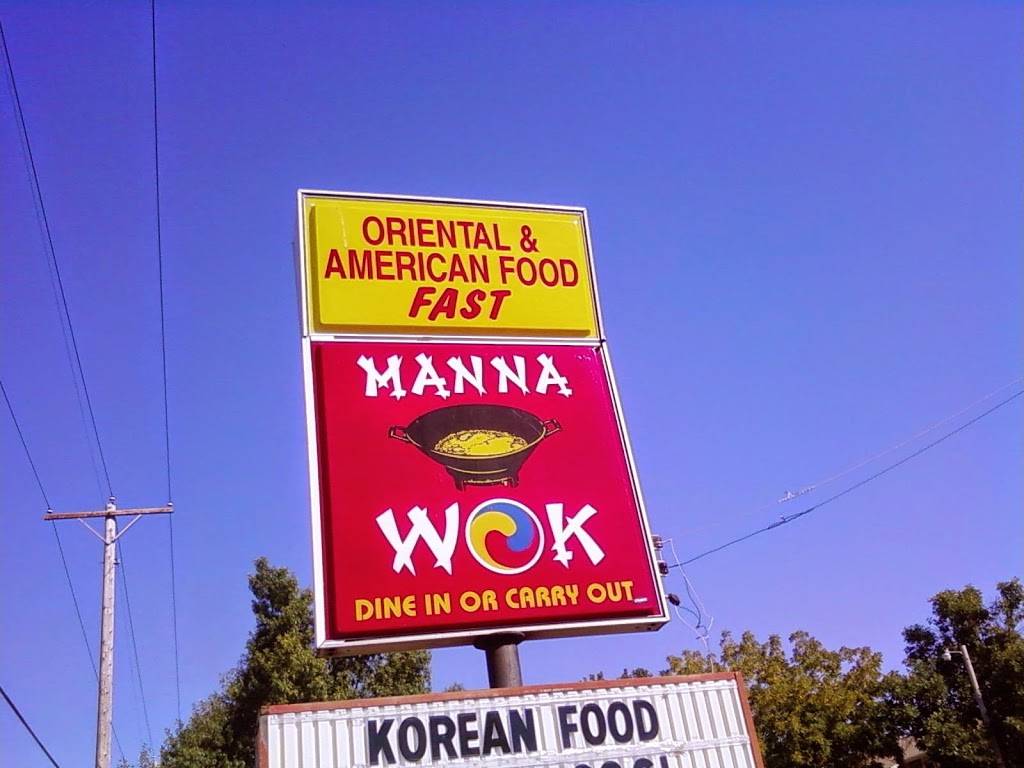 ORIENTAL &
AMERICAN FOOD
FAST
MANNA
WOK
DINE IN OR CARRY OUT
KOREAN FOOD